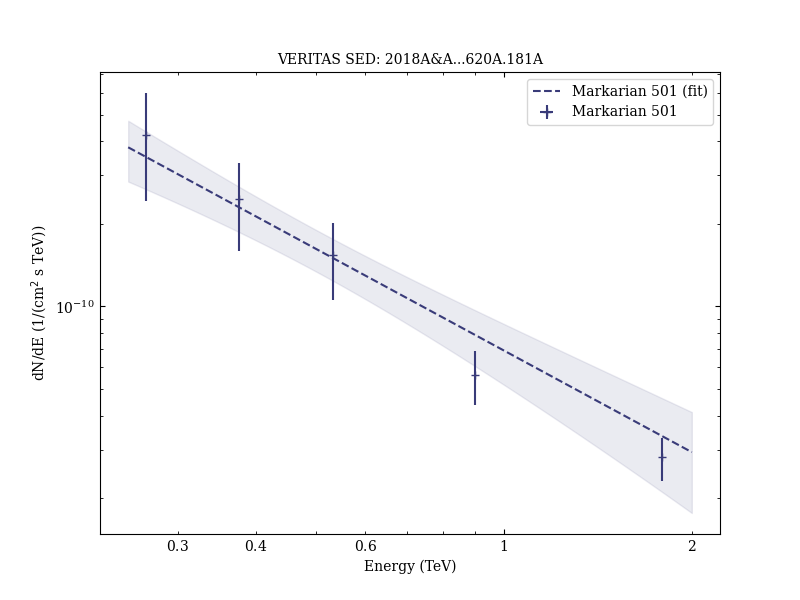 VERITAS SED: 2018A&A...620A.181A
Markarian 501 (fit)
Markarian 501
dN/dE (1/(cm² s TeV))
10⁻¹⁰
0.3 0.4 0.6 1 2
Energy (TeV)